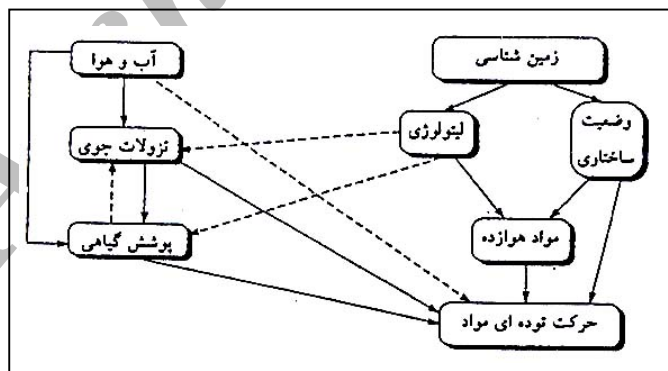 زمین شناسی
آب و هوا
لیتولوژی
وضعیت
ساختاری
نزولات جوی
پوشش گیاهی
مواد هوازده
حرکت توده ای مواد